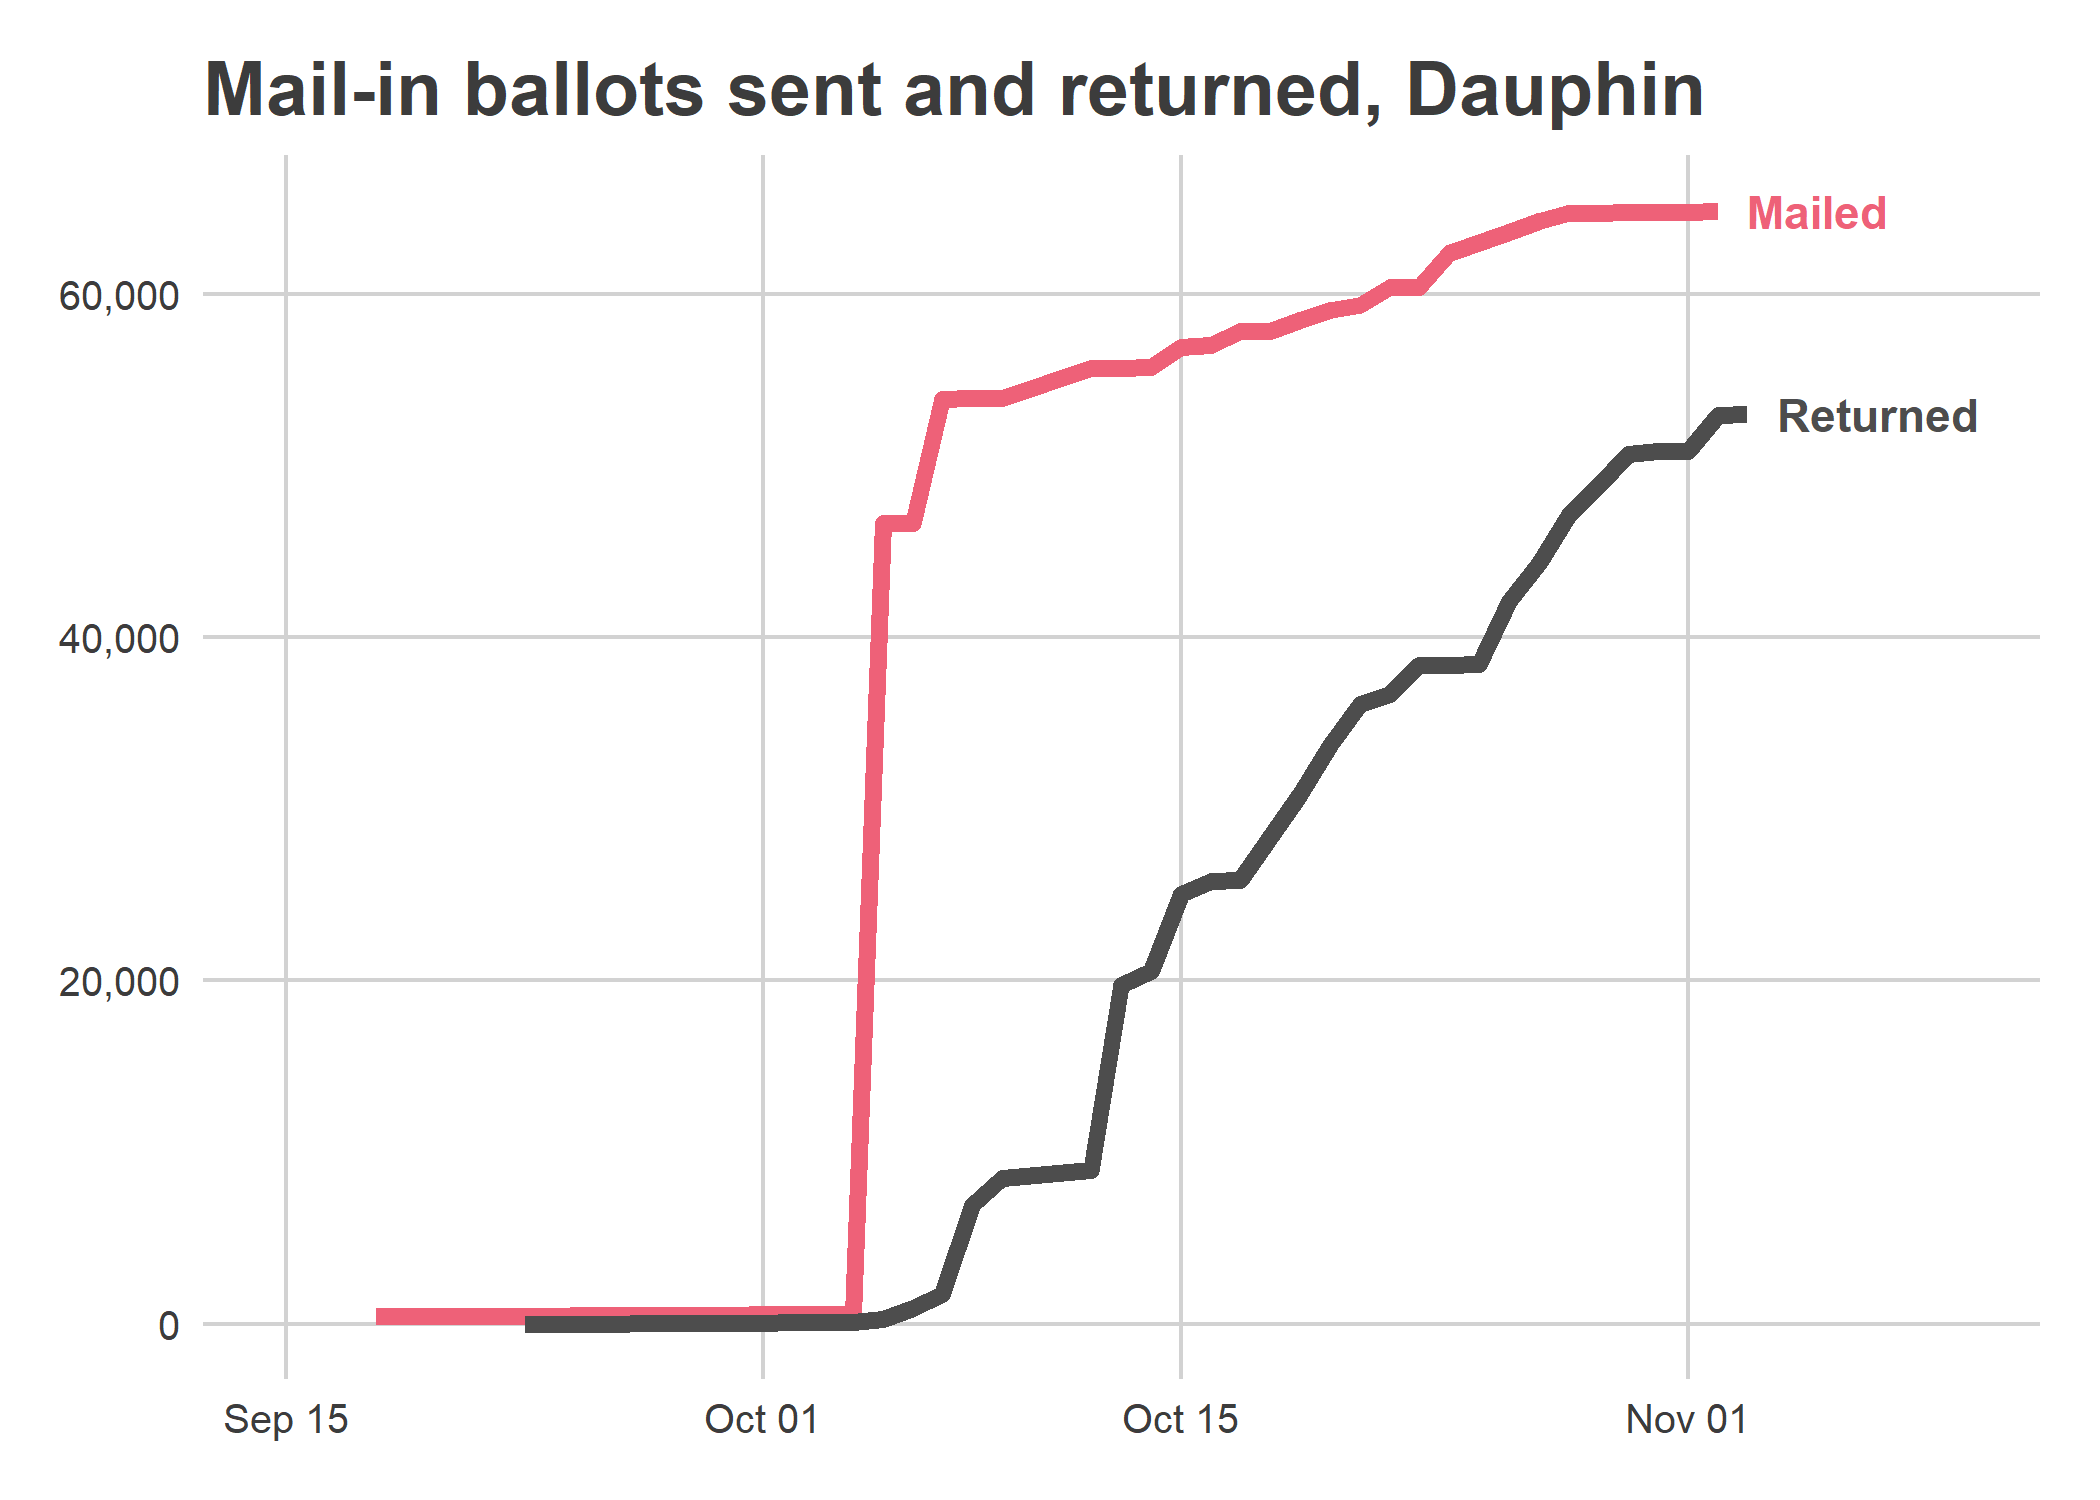 Mail-in ballots sent and returned, Dauphin
Mailed
60,000
Returned
40,000
20,000
0
Sep 15
Oct 01
Oct 15
Nov 01